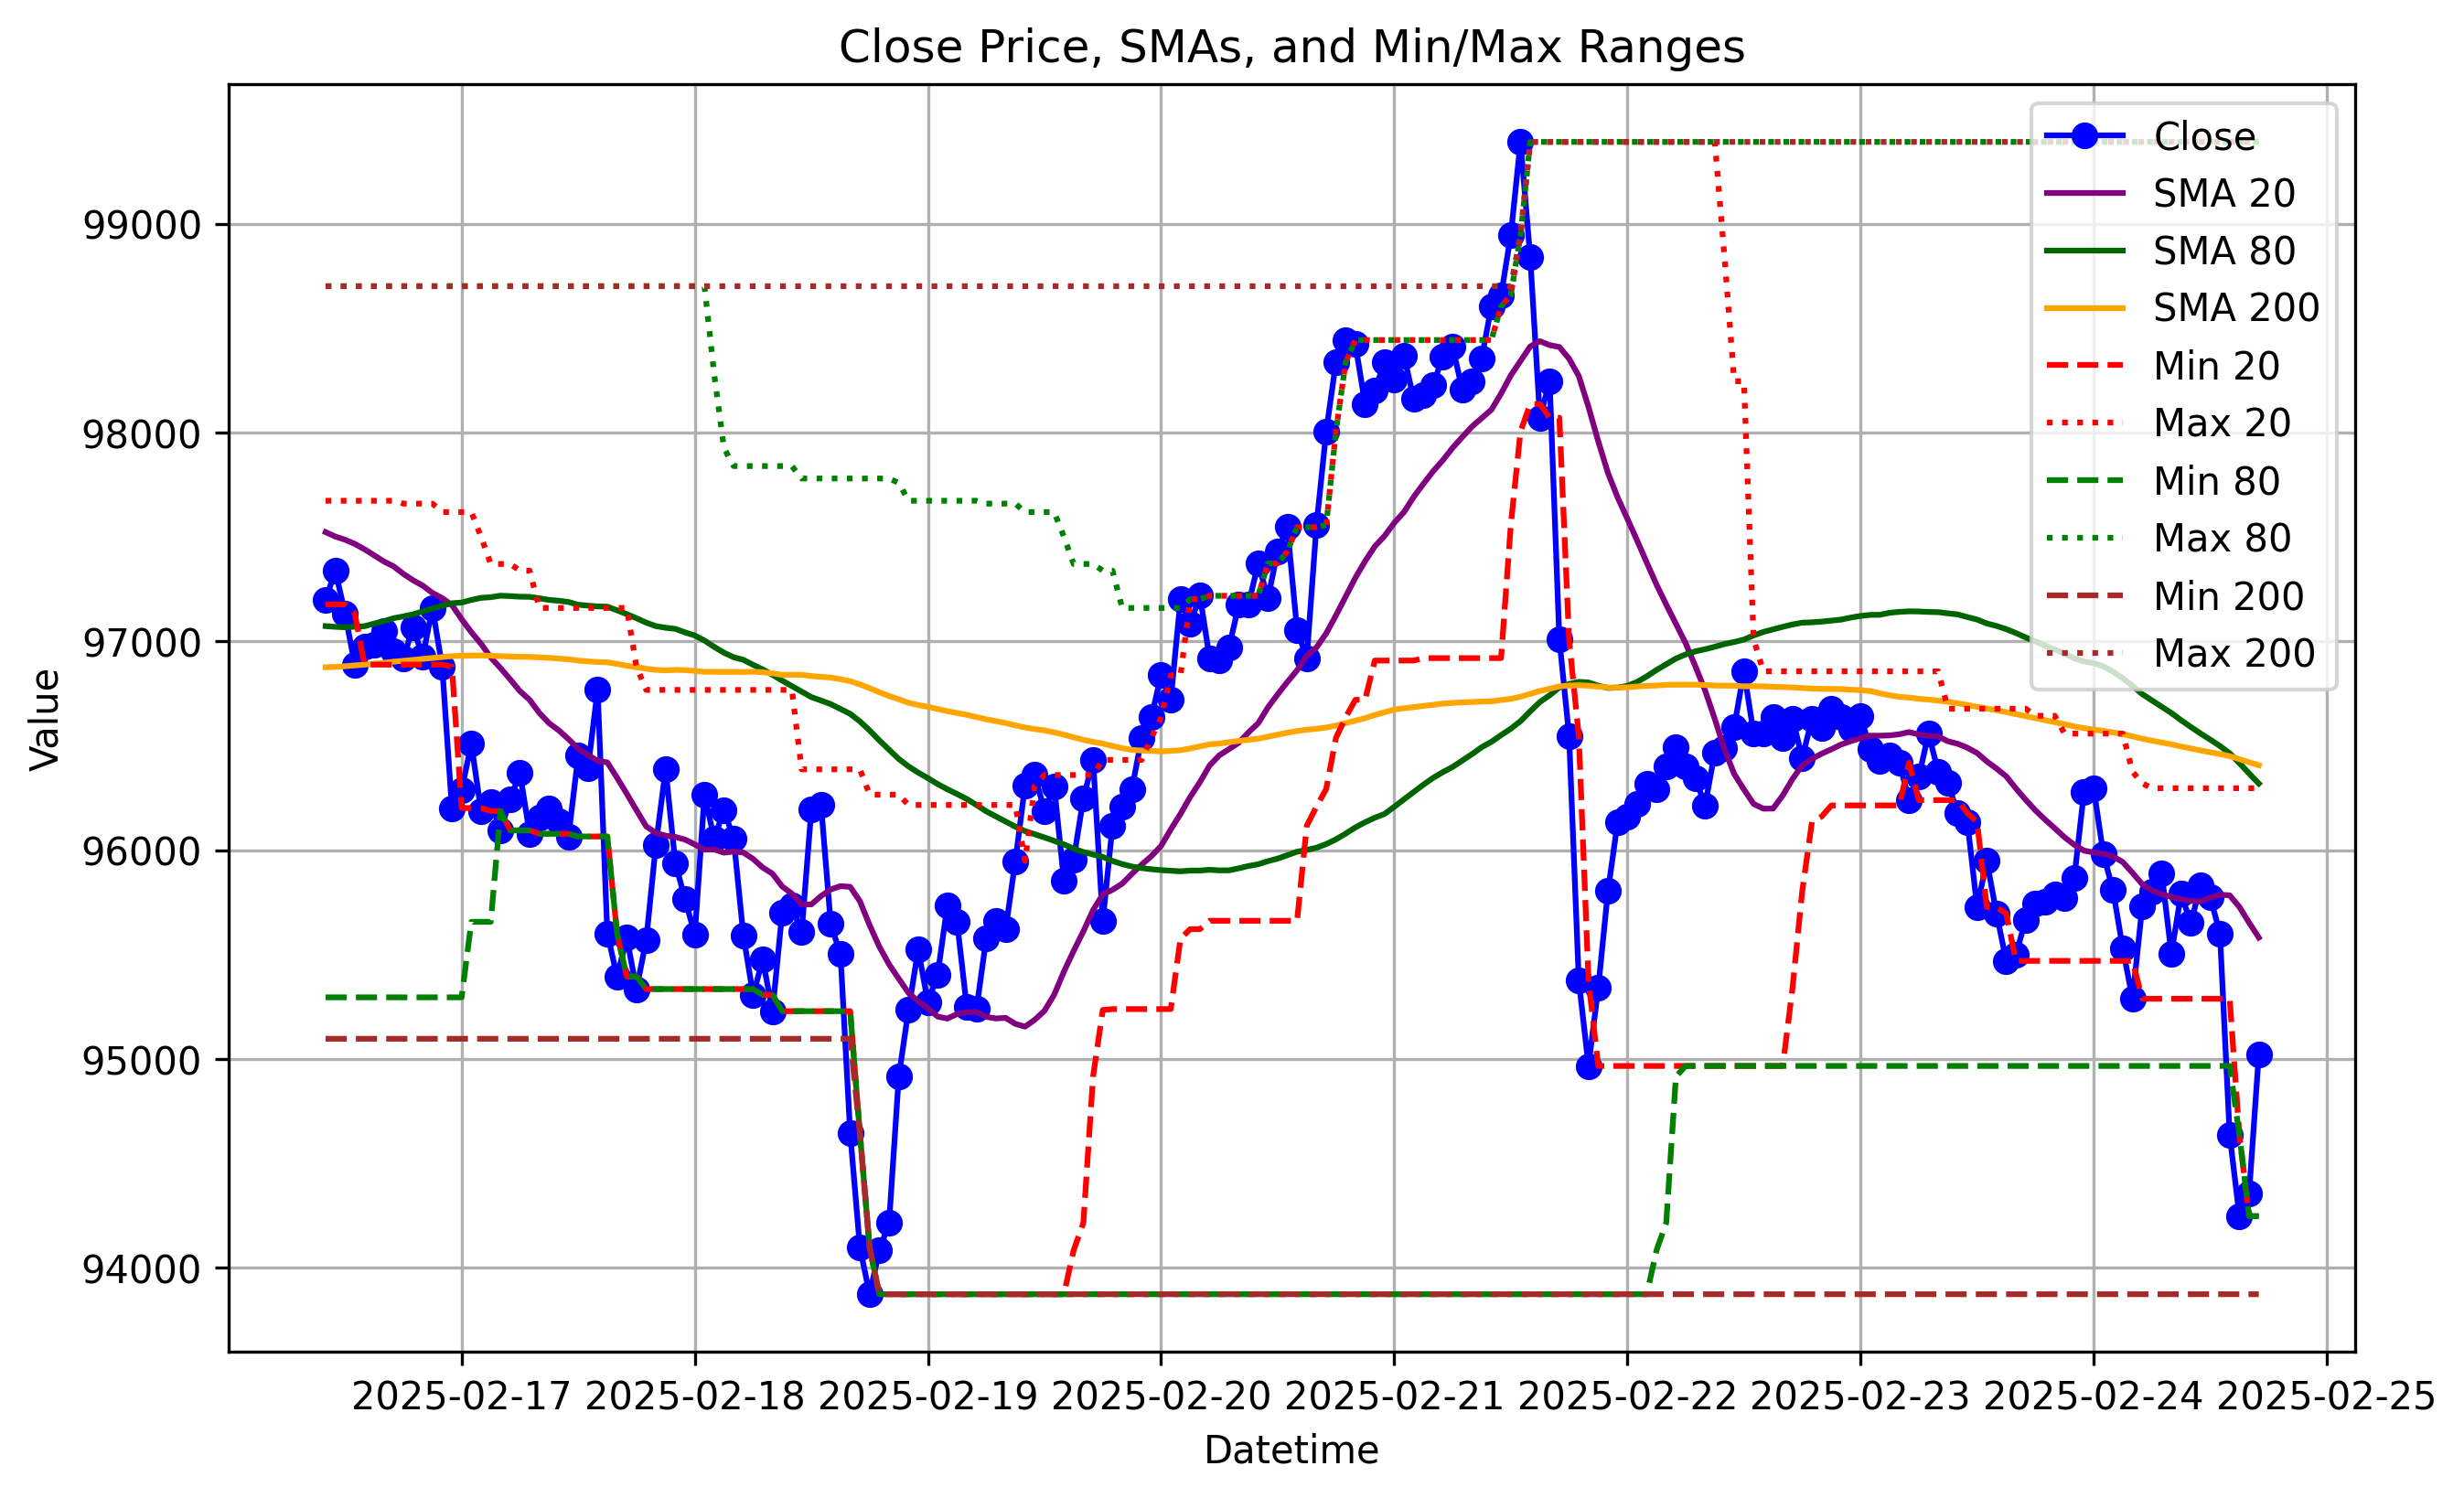 Close Price, SMAs, and Min/Max Ranges
Close
SMA 20
SMA 80
SMA 200
Min 20
Max 20
Min 80
Max 80
Min 200
Max 200
Value
99000
98000
97000
96000
95000
94000
2025-02-17 2025-02-18 2025-02-19 2025-02-20 2025-02-21 2025-02-22 2025-02-23 2025-02-24 2025-02-25
Datetime